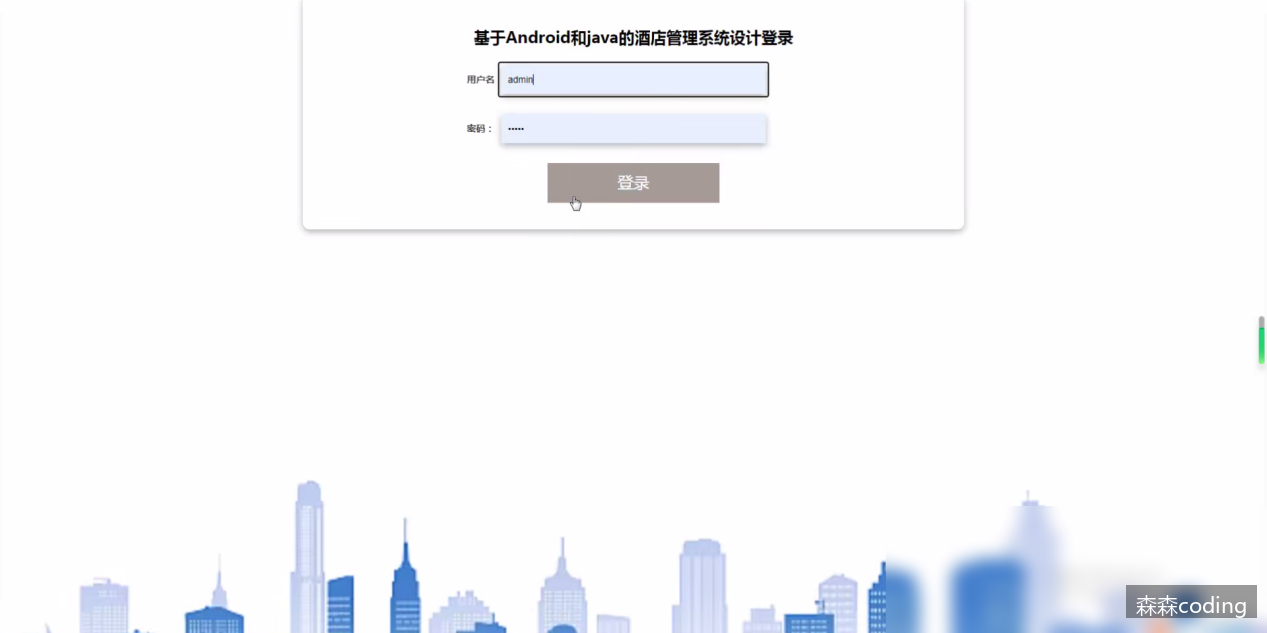 基于Android和java的酒店管理系统设计登录
用户名
admin
密码：
•••••
登录
森森coding